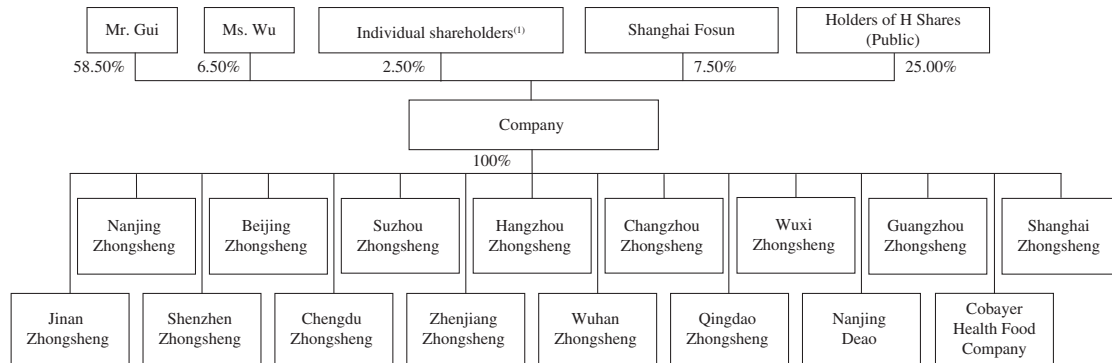 Mr. Gui
Ms. Wu
Individual shareholders(1)
Shanghai Fosun
Holders of H Shares
(Public)
58.50%
6.50%
2.50%
7.50%
25.00%
Company
100%
Nanjing
Zhongsheng
Beijing
Zhongsheng
Suzhou
Zhongsheng
Hangzhou
Zhongsheng
Changzhou
Zhongsheng
Wuxi
Zhongsheng
Guangzhou
Zhongsheng
Shanghai
Zhongsheng
Jinan
Zhongsheng
Shenzhen
Zhongsheng
Chengdu
Zhongsheng
Zhenjiang
Zhongsheng
Wuhan
Zhongsheng
Qingdao
Zhongsheng
Nanjing
Deao
Cobayer
Health Food
Company